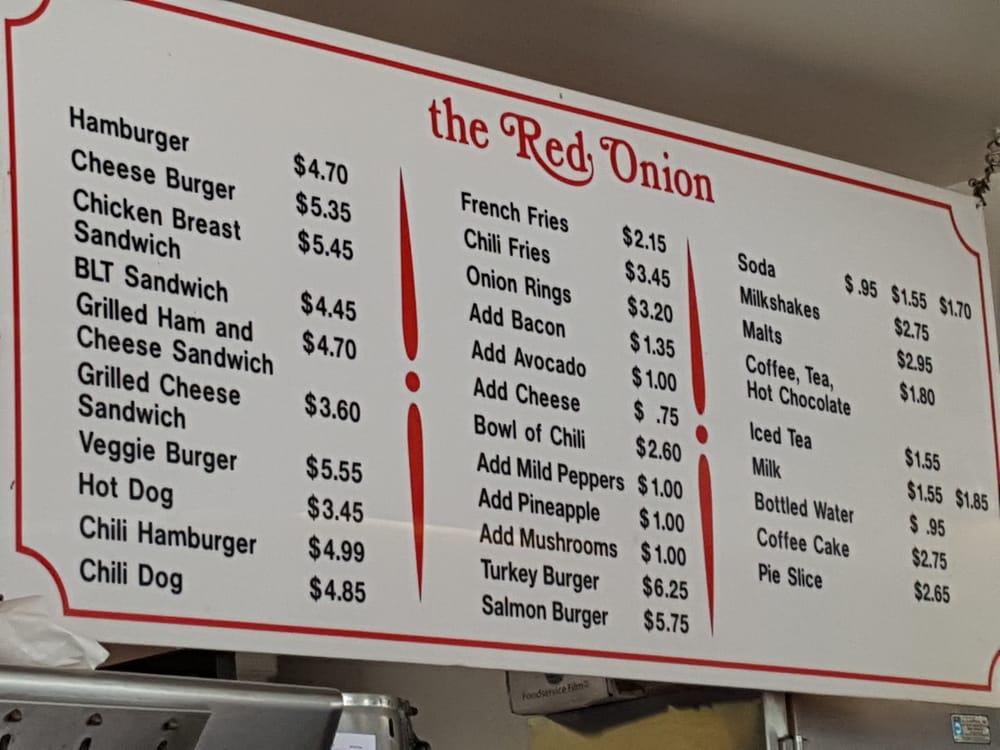 the Red Onion
Hamburger $4.70
Cheese Burger $5.35
Chicken Breast $5.45
Sandwich
BLT Sandwich $4.45
Grilled Ham and $4.70
Cheese Sandwich
Grilled Cheese $3.60
Sandwich
Veggie Burger $5.55
Hot Dog $3.45
Chili Hamburger $4.99
Chili Dog $4.85
French Fries $2.15
Chili Fries $3.45
Onion Rings $3.20
Add Bacon $1.35
Add Avocado $1.00
Add Cheese $ .75
Bowl of Chili $2.60
Add Mild Peppers $1.00
Add Pineapple $1.00
Add Mushrooms $1.00
Turkey Burger $6.25
Salmon Burger $5.75
Soda $ .95 $1.55 $1.70
Milkshakes $2.75
Malts $2.95
Coffee, Tea, $1.80
Hot Chocolate
Iced Tea $1.55
Milk $1.55 $1.85
Bottled Water $ .95
Coffee Cake $2.75
Pie Slice $2.65
Foodservice Film